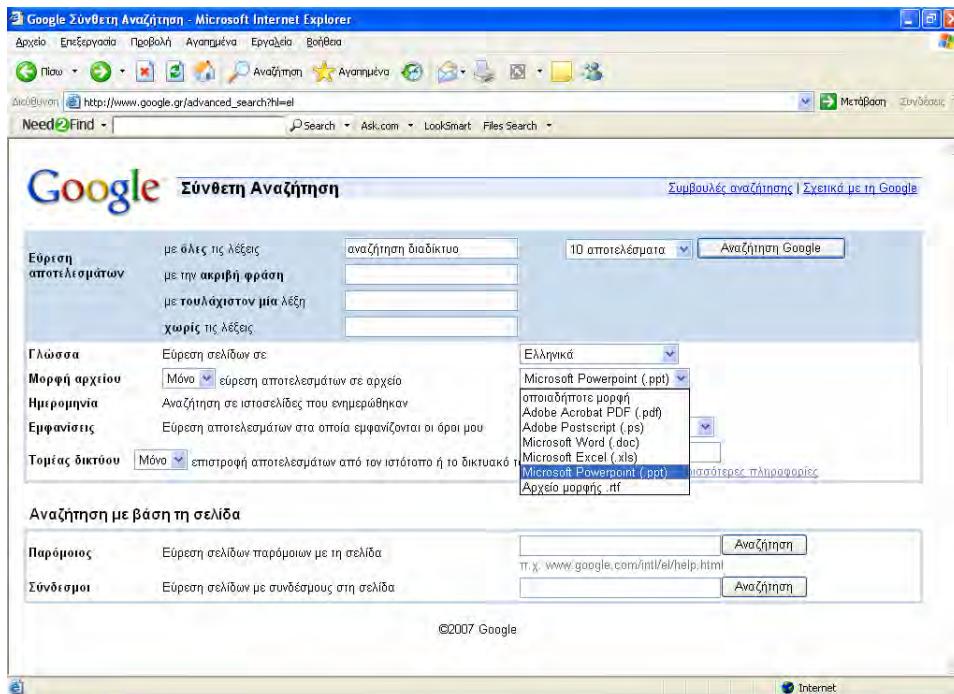 Google Σύνθετη Αναζήτηση - Microsoft Internet Explorer
Αρχείο Επεξεργασία Προβολή Αγαπημένα Εργαλεία Βοήθεια
Πίσω Αναζήτηση Αγαπημένα
Διεύθυνση http://www.google.gr/advanced_search?hl=el Μετάβαση Συνδέσεις
Need2Find Search Ask.com LookSmart Files Search
Google Σύνθετη Αναζήτηση Συμβουλές αναζήτησης | Σχετικά με τη Google
Εύρεση αποτελεσμάτων
με όλες τις λέξεις αναζήτηση διαδίκτυο 10 αποτελέσματα Αναζήτηση Google
με την ακριβή φράση
με τουλάχιστον μία λέξη
χωρίς τις λέξεις
Γλώσσα Εύρεση σελίδων σε Ελληνικά
Μορφή αρχείου Μόνο εύρεση αποτελεσμάτων σε αρχείο Microsoft Powerpoint (.ppt)
Ημερομηνία Αναζήτηση σε ιστοσελίδες που ενημερώθηκαν
Εμφανίσεις Εύρεση αποτελεσμάτων στα οποία εμφανίζονται οι όροι μου
Τομέας δικτύου Μόνο επιστροφή αποτελεσμάτων από τον ιστότοπο ή το δικτυακό
οποιαδήποτε μορφή
Adobe Acrobat PDF (.pdf)
Adobe Postscript (.ps)
Microsoft Word (.doc)
Microsoft Excel (.xls)
Microsoft Powerpoint (.ppt) πληροφορίες
Αρχείο μορφής .rtf
Αναζήτηση με βάση τη σελίδα
Παρόμοιος Εύρεση σελίδων παρόμοιων με τη σελίδα Αναζήτηση
π.χ. www.google.com/intl/el/help.html
Σύνδεσμοι Εύρεση σελίδων με συνδέσμους στη σελίδα Αναζήτηση
©2007 Google
Internet